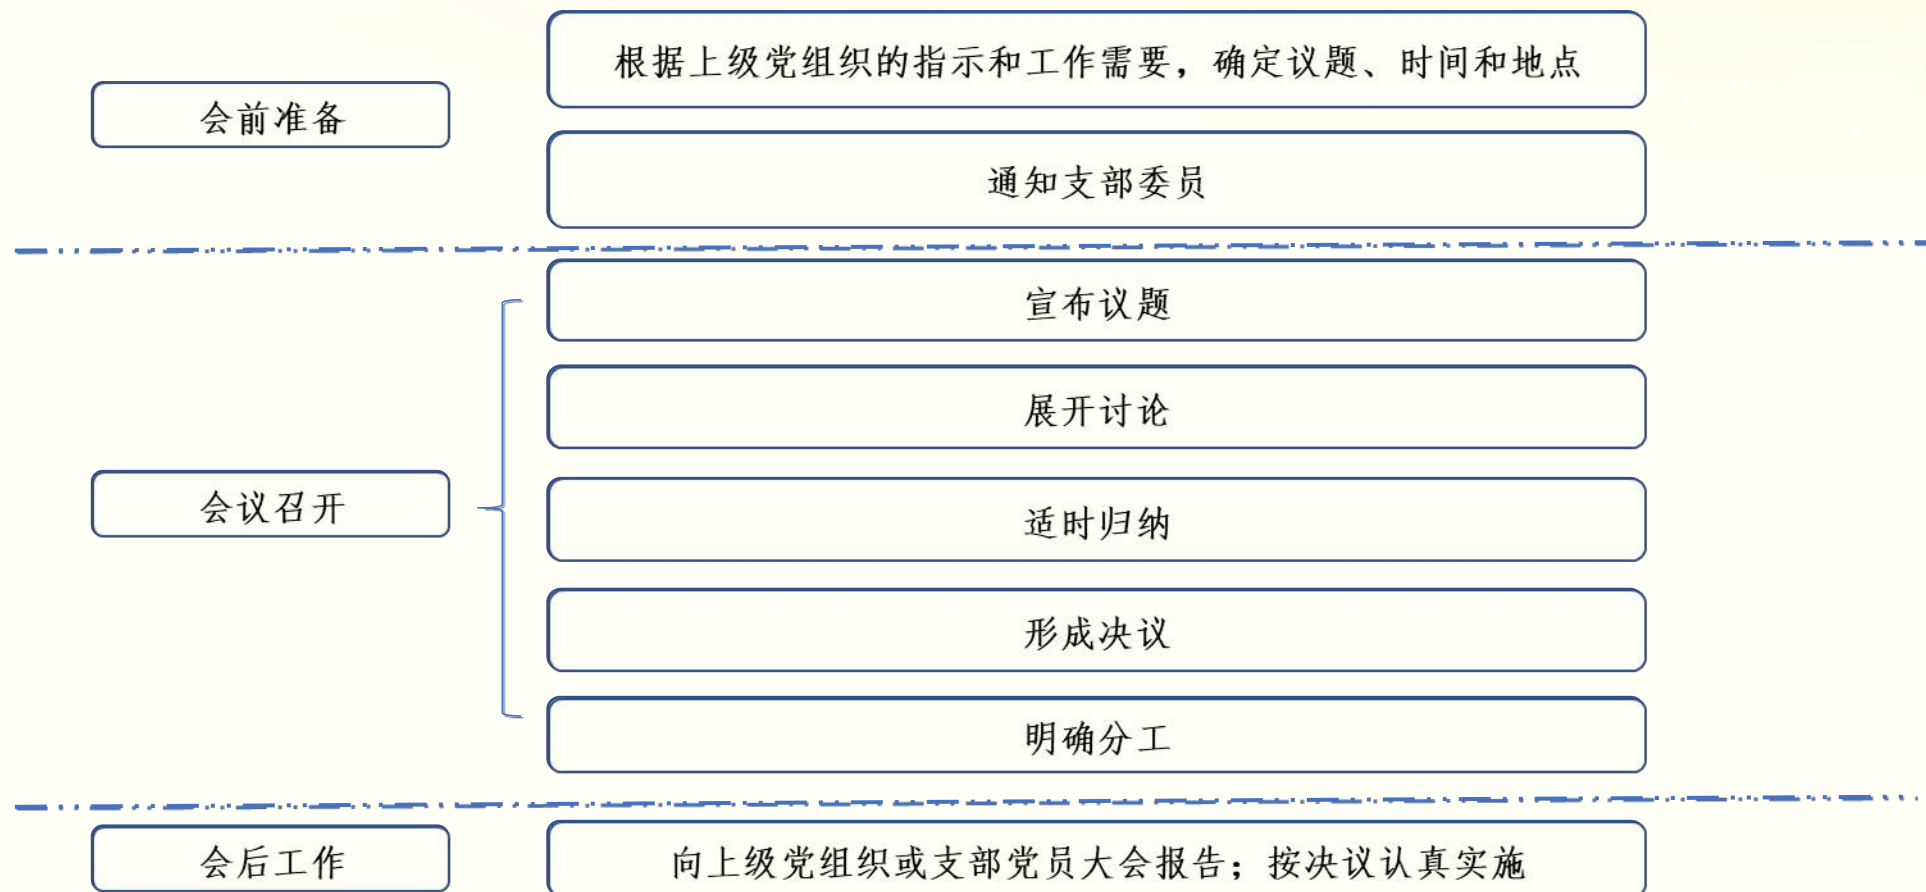 会前准备
根据上级党组织的指示和工作需要，确定议题、时间和地点
通知支部委员
会议召开
宣布议题
展开讨论
适时归纳
形成决议
明确分工
会后工作
向上级党组织或支部党员大会报告；按决议认真实施